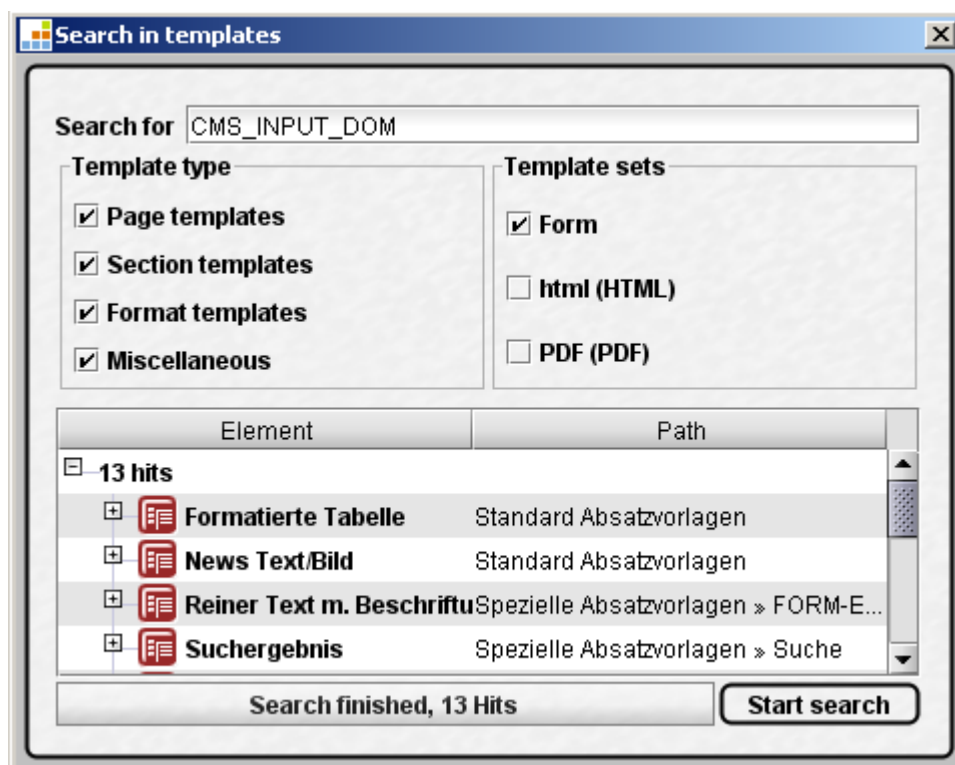 Search in templates
Search for CMS_INPUT_DOM
Template type
Page templates
Section templates
Format templates
Miscellaneous
Template sets
Form
html (HTML)
PDF (PDF)
Element Path
13 hits
Formatierte Tabelle Standard Absatzvorlagen
News Text/Bild Standard Absatzvorlagen
Reiner Text m. Beschriftu Spezielle Absatzvorlagen » FORM-E...
Suchergebnis Spezielle Absatzvorlagen » Suche
Search finished, 13 Hits Start search